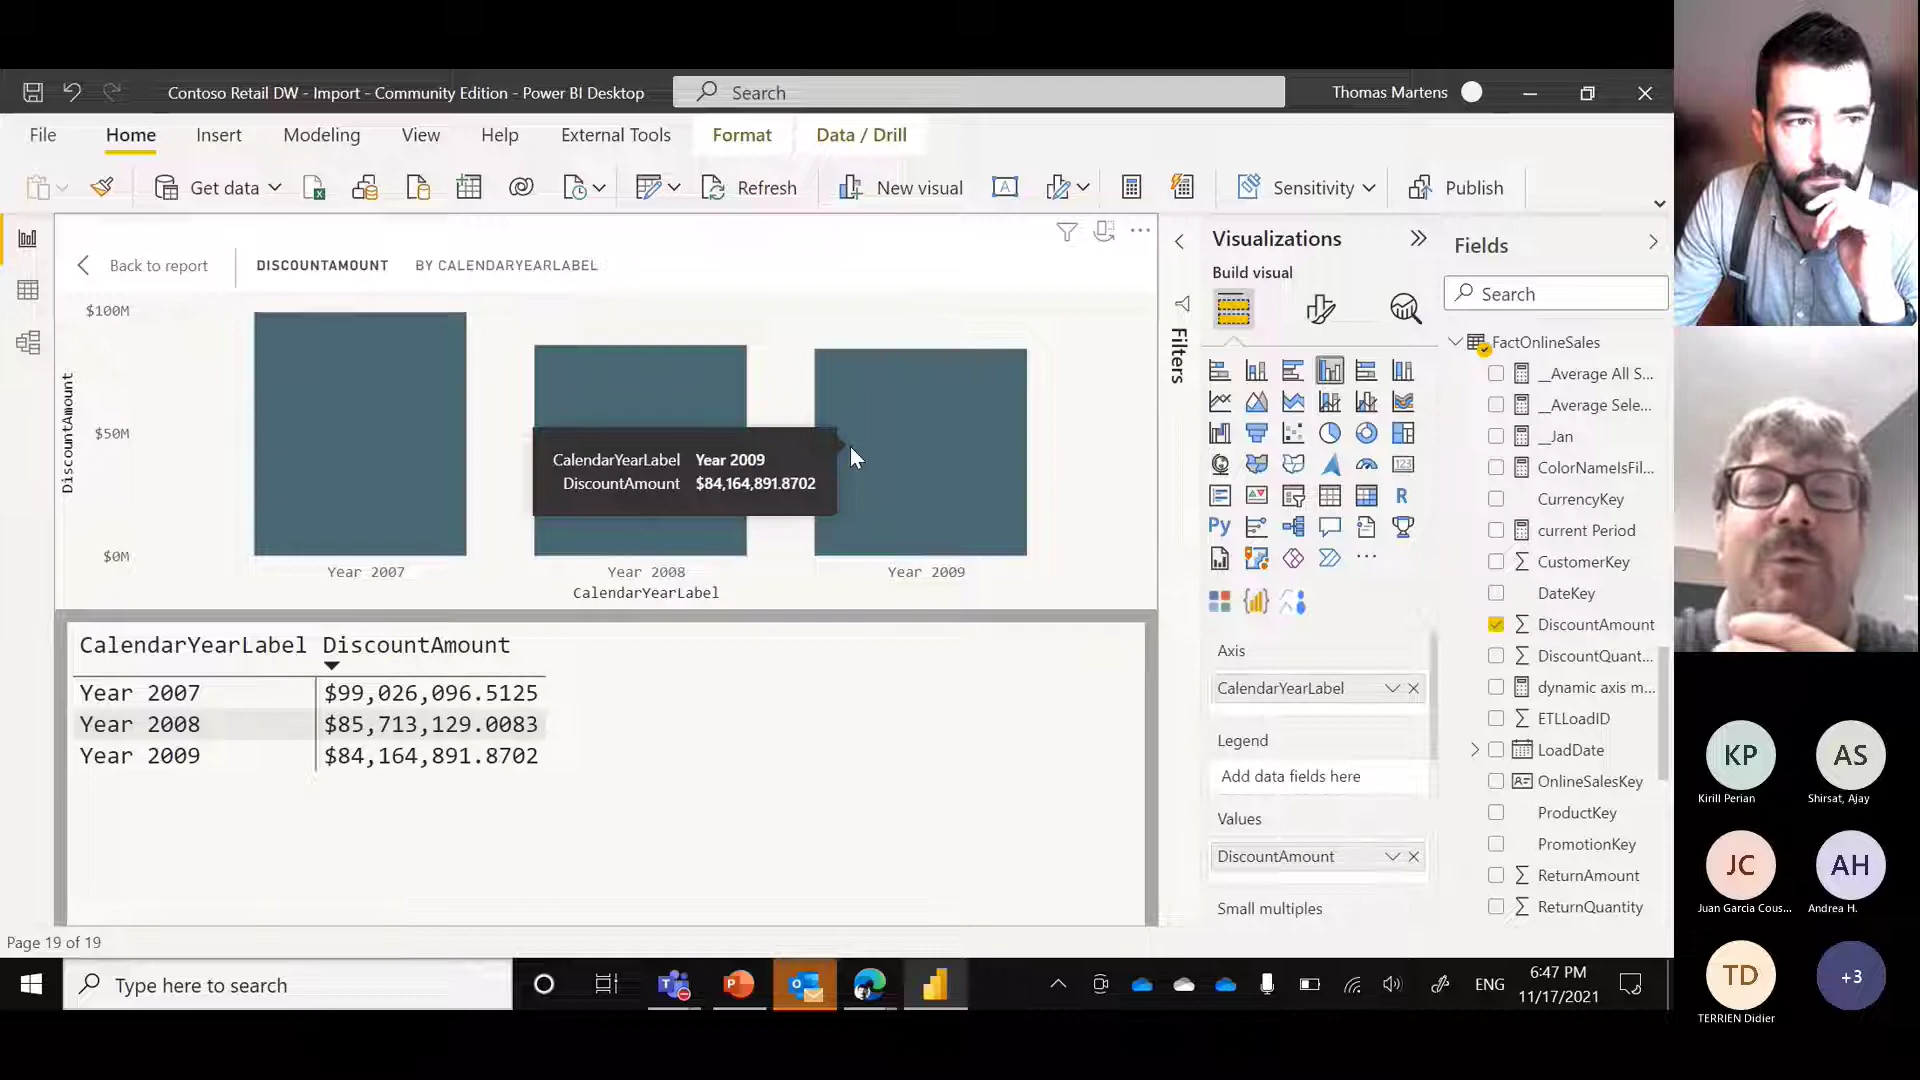 Contoso Retail DW - Import - Community Edition - Power BI Desktop
Search
Thomas Martens
File Home Insert Modeling View Help External Tools Format Data / Drill
Get data
Refresh
New visual
Sensitivity
Publish
Back to report
DISCOUNTAMOUNT
BY CALENDARYEARLABEL
$100M
$50M
$0M
DiscountAmount
CalendarYearLabel Year 2009
DiscountAmount $84,164,891.8702
Year 2007
Year 2008
Year 2009
CalendarYearLabel
CalendarYearLabel DiscountAmount
Year 2007 $99,026,096.5125
Year 2008 $85,713,129.0083
Year 2009 $84,164,891.8702
Page 19 of 19
Filters
Visualizations
Build visual
R
Py
Axis
CalendarYearLabel
Legend
Add data fields here
Values
DiscountAmount
Small multiples
Fields
Search
FactOnlineSales
__Average All S...
__Average Sele...
__Jan
ColorNameIsFil...
CurrencyKey
current Period
CustomerKey
DateKey
DiscountAmount
DiscountQuant...
dynamic axis m...
ETLLoadID
LoadDate
OnlineSalesKey
ProductKey
PromotionKey
ReturnAmount
ReturnQuantity
Type here to search
ENG
6:47 PM
11/17/2021
KP
Kirill Perian
AS
Shirsat, Ajay
JC
Juan Garcia Cous...
AH
Andrea H.
TD
TERRIEN Didier
+3